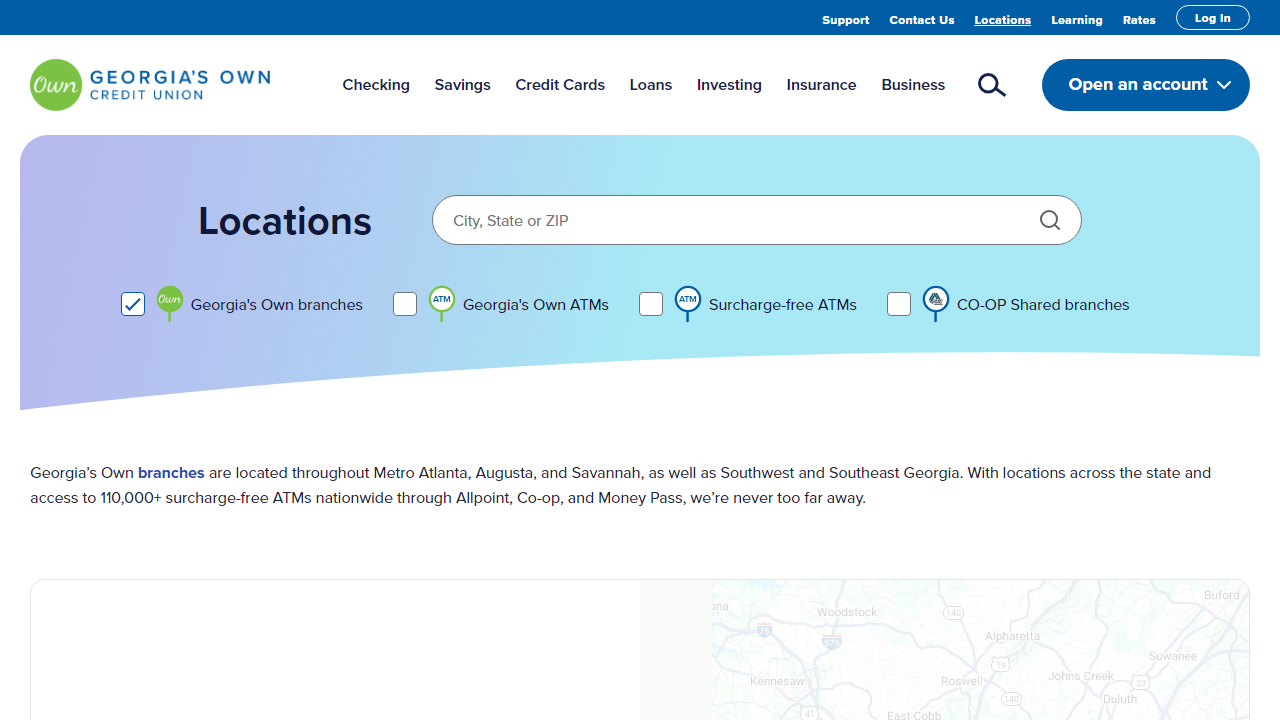 Support Contact Us Locations Learning Rates Log In
Own GEORGIA'S OWN
CREDIT UNION
Checking Savings Credit Cards Loans Investing Insurance Business Open an account
Locations City, State or ZIP
Own Georgia's Own branches ATM Georgia's Own ATMs ATM Surcharge-free ATMs CO-OP Shared branches
Georgia's Own branches are located throughout Metro Atlanta, Augusta, and Savannah, as well as Southwest and Southeast Georgia. With locations across the state and
access to 110,000+ surcharge-free ATMs nationwide through Allpoint, Co-op, and Money Pass, we're never too far away.
Buford
ona Woodstock 140
75 575 Alpharetta
Suwanee
19
Kennesaw Roswell Johns Creek 23
140 Duluth
41 East-Cobb